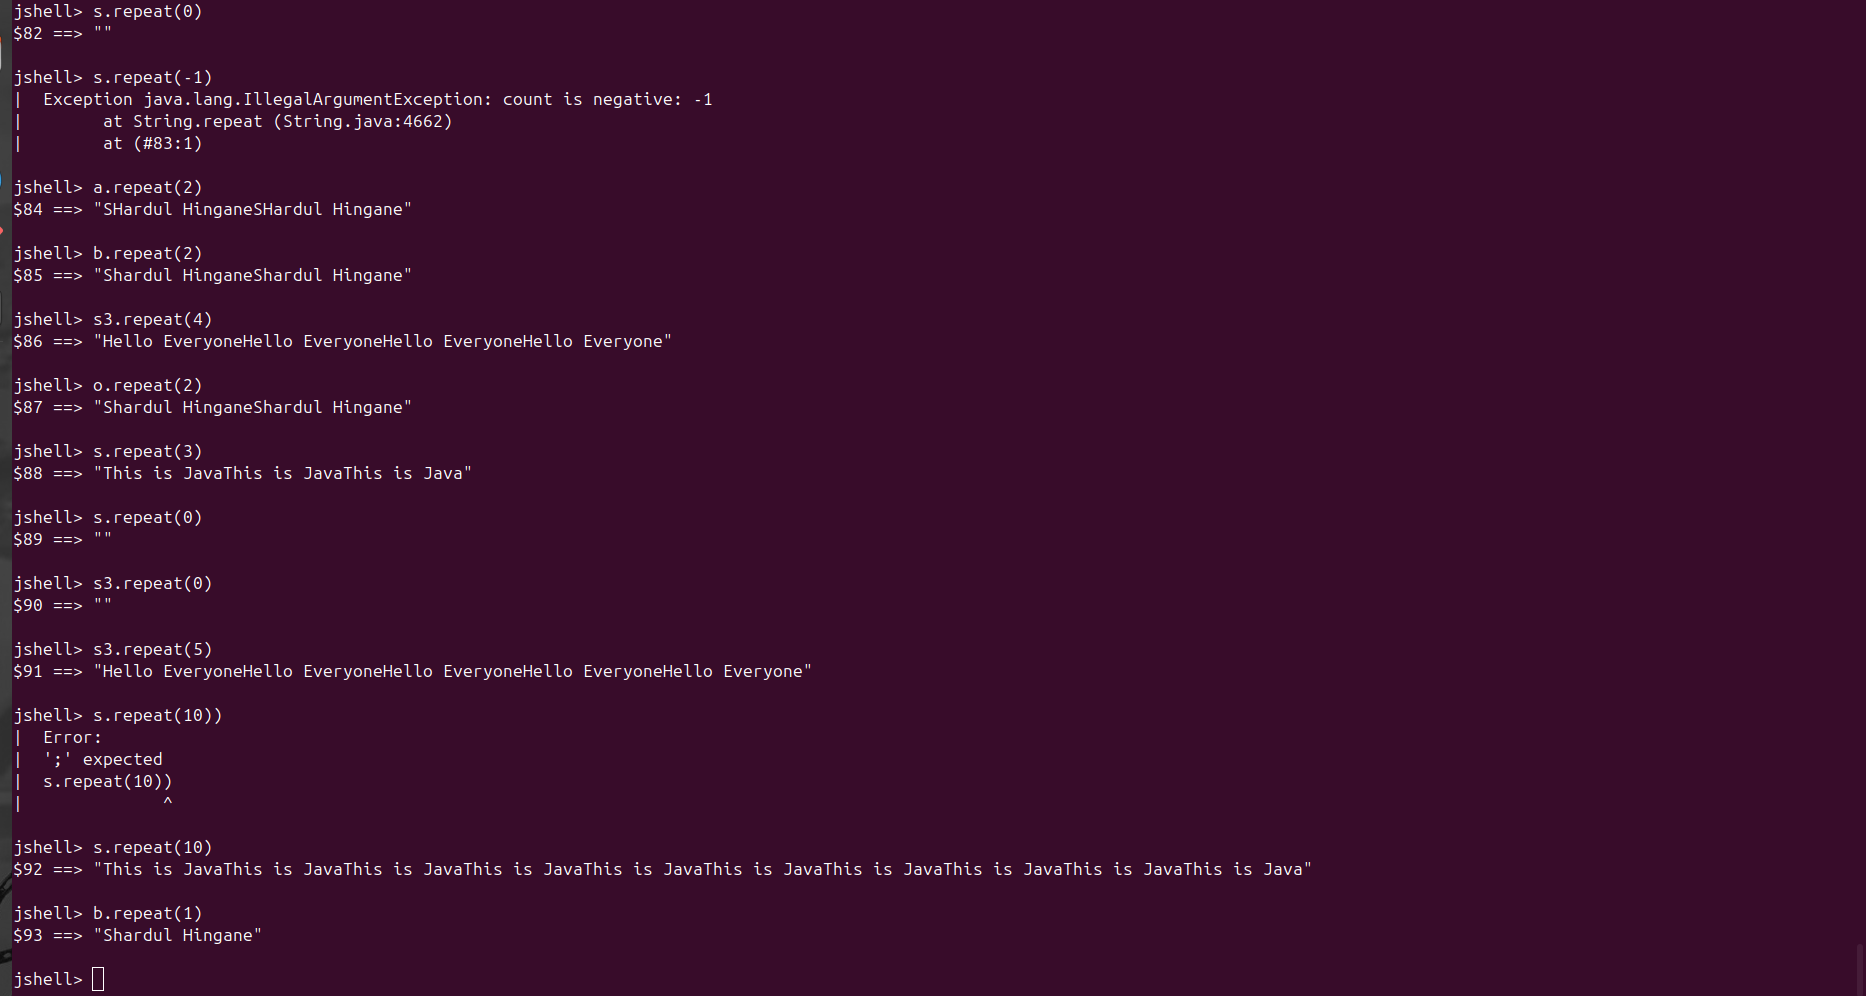 jshell> s.repeat(0)
$82 ==> ""
jshell> s.repeat(-1)
|  Exception java.lang.IllegalArgumentException: count is negative: -1
|        at String.repeat (String.java:4662)
|        at (#83:1)
jshell> a.repeat(2)
$84 ==> "SHardul HinganeSHardul Hingane"
jshell> b.repeat(2)
$85 ==> "Shardul HinganeShardul Hingane"
jshell> s3.repeat(4)
$86 ==> "Hello EveryoneHello EveryoneHello EveryoneHello Everyone"
jshell> o.repeat(2)
$87 ==> "Shardul HinganeShardul Hingane"
jshell> s.repeat(3)
$88 ==> "This is JavaThis is JavaThis is Java"
jshell> s.repeat(0)
$89 ==> ""
jshell> s3.repeat(0)
$90 ==> ""
jshell> s3.repeat(5)
$91 ==> "Hello EveryoneHello EveryoneHello EveryoneHello EveryoneHello Everyone"
jshell> s.repeat(10))
|  Error:
|  ';' expected
|  s.repeat(10))
|              ^
jshell> s.repeat(10)
$92 ==> "This is JavaThis is JavaThis is JavaThis is JavaThis is JavaThis is JavaThis is JavaThis is JavaThis is JavaThis is Java"
jshell> b.repeat(1)
$93 ==> "Shardul Hingane"
jshell>